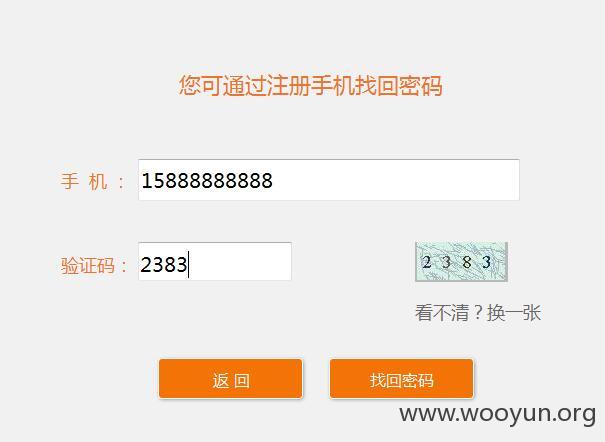 您可通过注册手机找回密码
手 机 : 15888888888
验证码: 2383 2 3 8 3
看不清?换一张
返 回 找回密码
www.wooyun.org